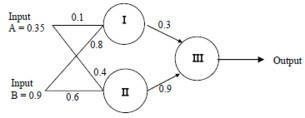 Input
A = 0.35
0.1
I
0.3
0.8
III
Output
Input
B = 0.9
0.4
0.6
II
0.9